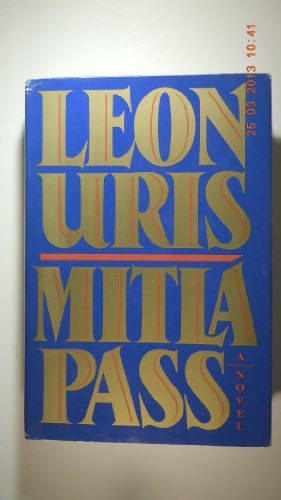 LEON
URIS
MITLA
PASS
A
NOVEL
25 03 2013 10:41